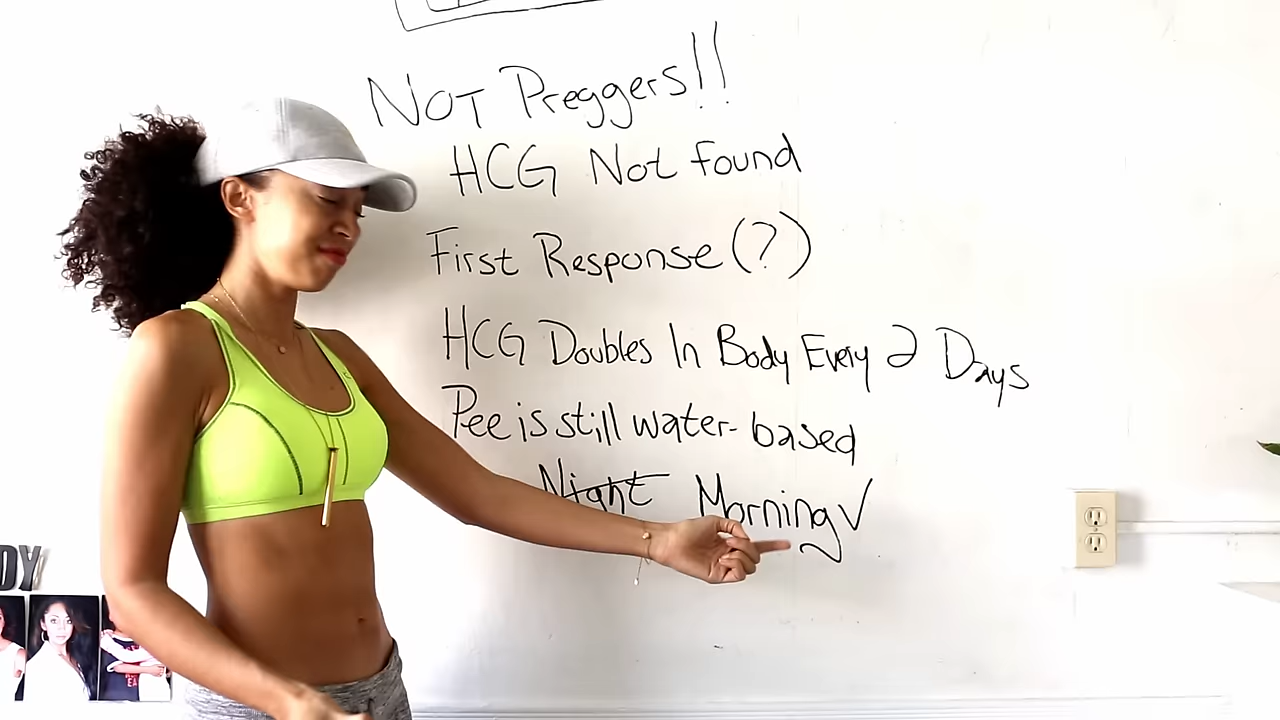 Not Preggers!!
HCG Not found
First Response (?)
HCG Doubles In Body Every 2 Days
Pee is still water-based
Night Morning ✓
DY